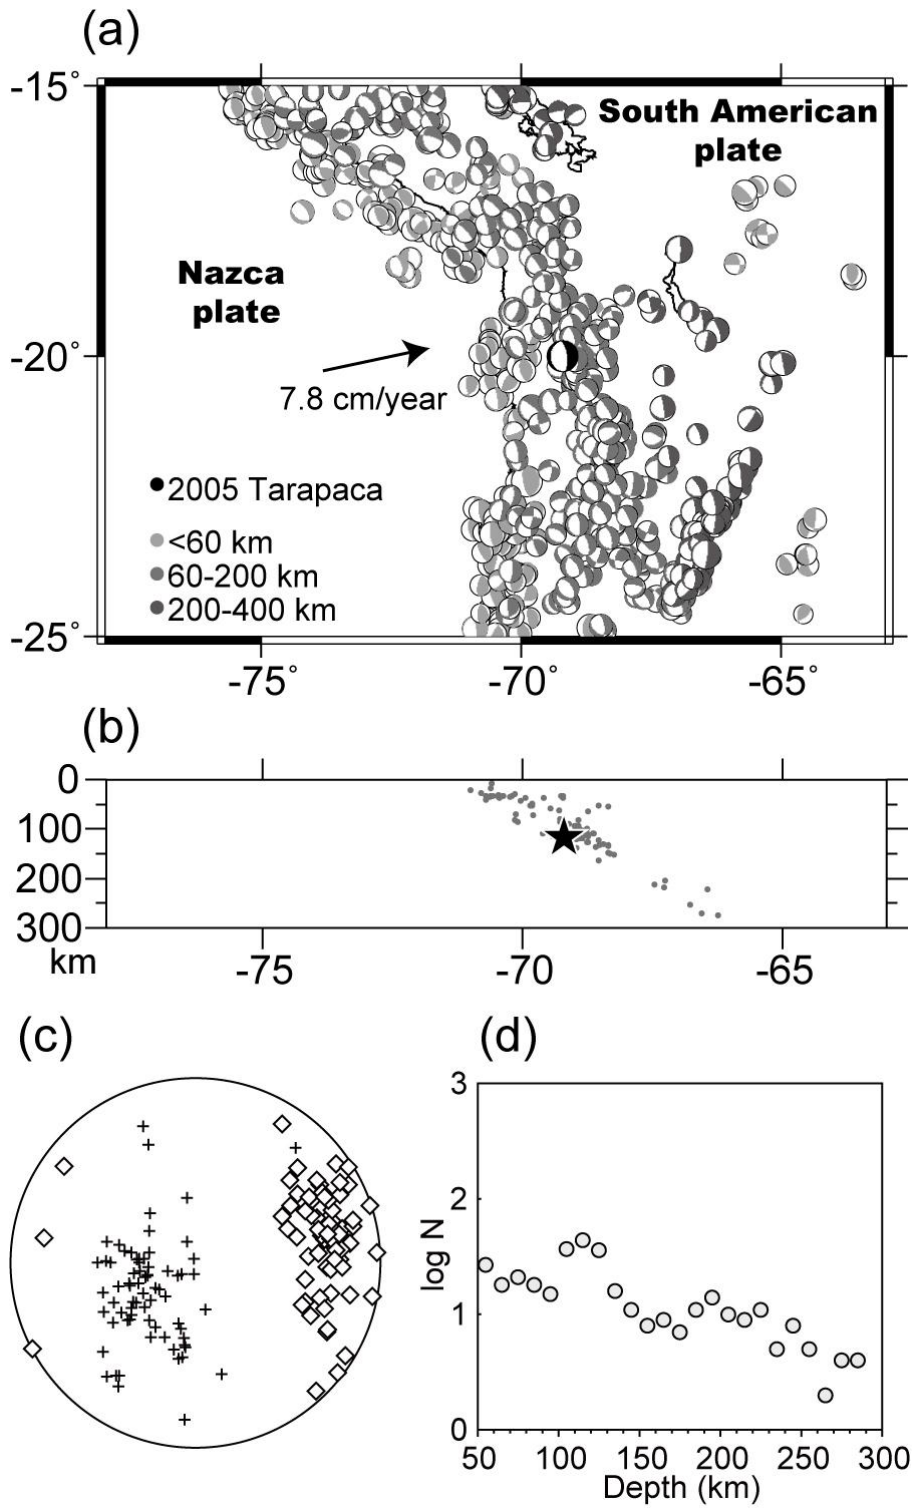 (a)
-15°
South American
plate
Nazca
plate
-20°
7.8 cm/year
2005 Tarapaca
<60 km
60-200 km
200-400 km
-25°
-75°
-70°
-65°
(b)
0
100
200
300
km
-75
-70
-65
(c)
(d)
3
2
log N
1
0
50
100
150
200
250
300
Depth (km)